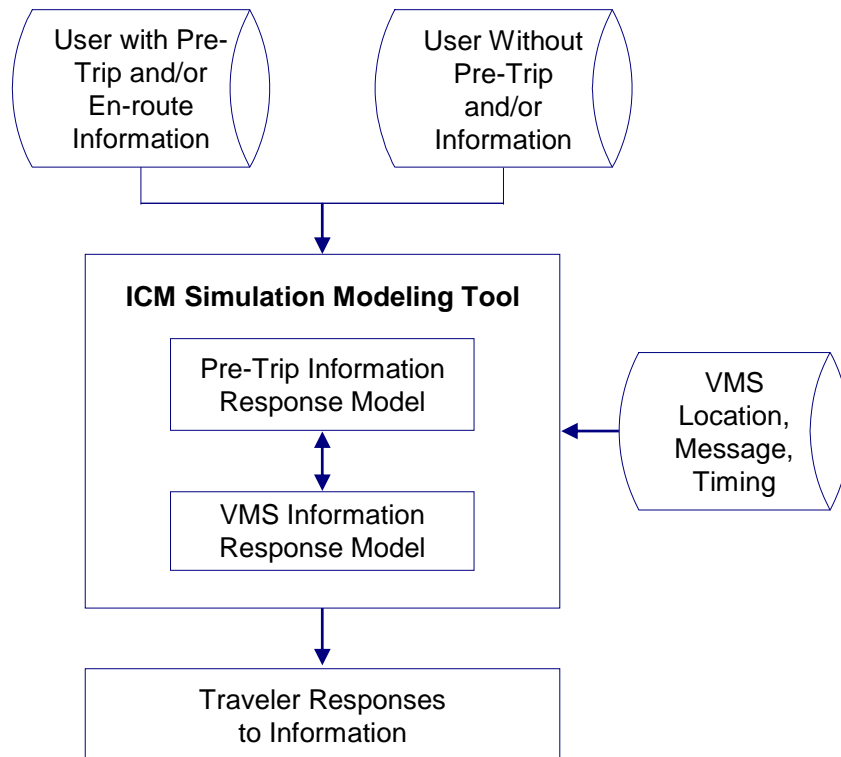 User with Pre-
Trip and/or
En-route
Information
User Without
Pre-Trip
and/or
Information
ICM Simulation Modeling Tool
Pre-Trip Information
Response Model
VMS Information
Response Model
VMS
Location,
Message,
Timing
Traveler Responses
to Information